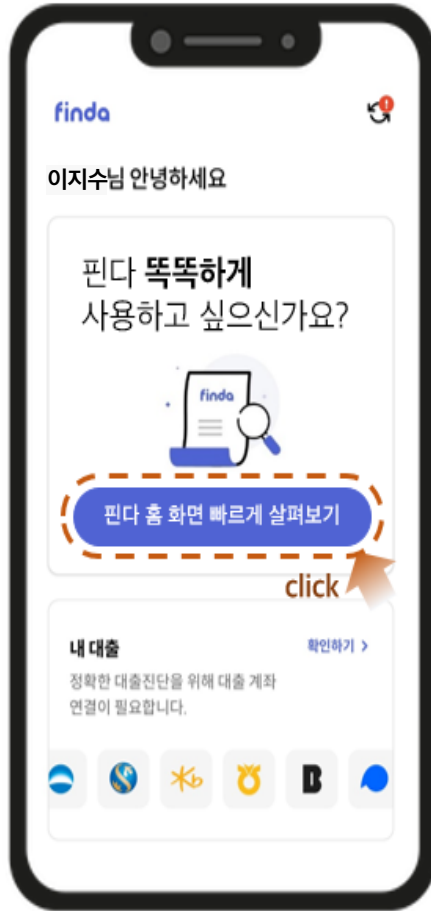 finda
이지수님 안녕하세요
핀다 똑똑하게
사용하고 싶으신가요?
finda
핀다 홈 화면 빠르게 살펴보기
click
내 대출
확인하기 >
정확한 대출진단을 위해 대출 계좌
연결이 필요합니다.